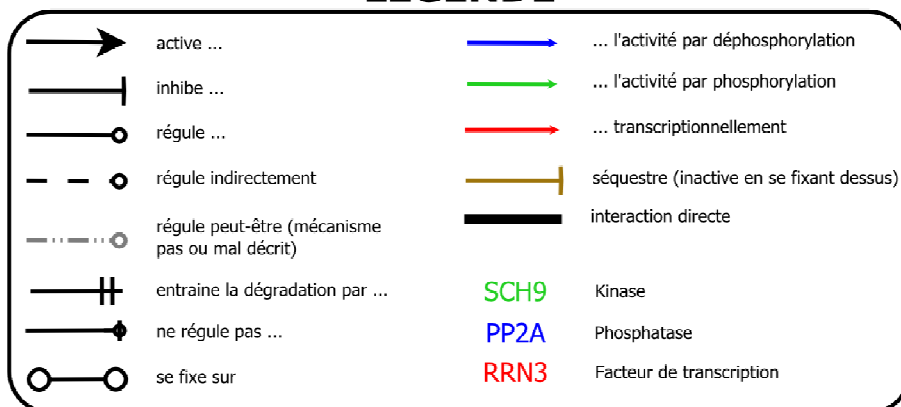 active ...
inhibe ...
régule ...
régule indirectement
régule peut-être (mécanisme
pas ou mal décrit)
entraine la dégradation par ...
ne régule pas ...
se fixe sur
... l'activité par déphosphorylation
... l'activité par phosphorylation
... transcriptionnellement
séquestre (inactive en se fixant dessus)
interaction directe
SCH9 Kinase
PP2A Phosphatase
RRN3 Facteur de transcription